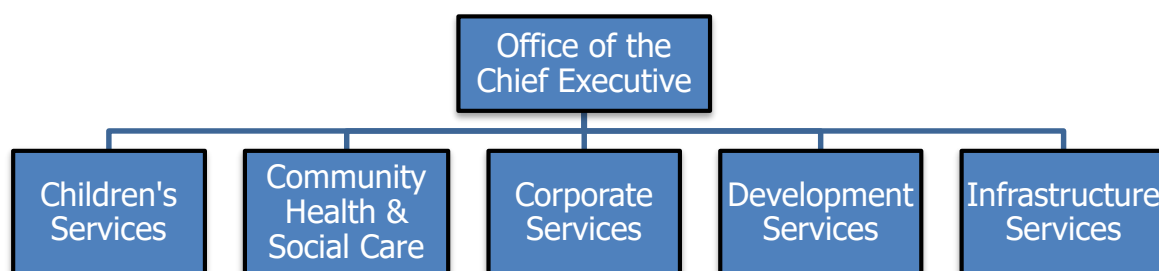 Office of the
Chief Executive
Children's
Services
Community
Health &
Social Care
Corporate
Services
Development
Services
Infrastructure
Services